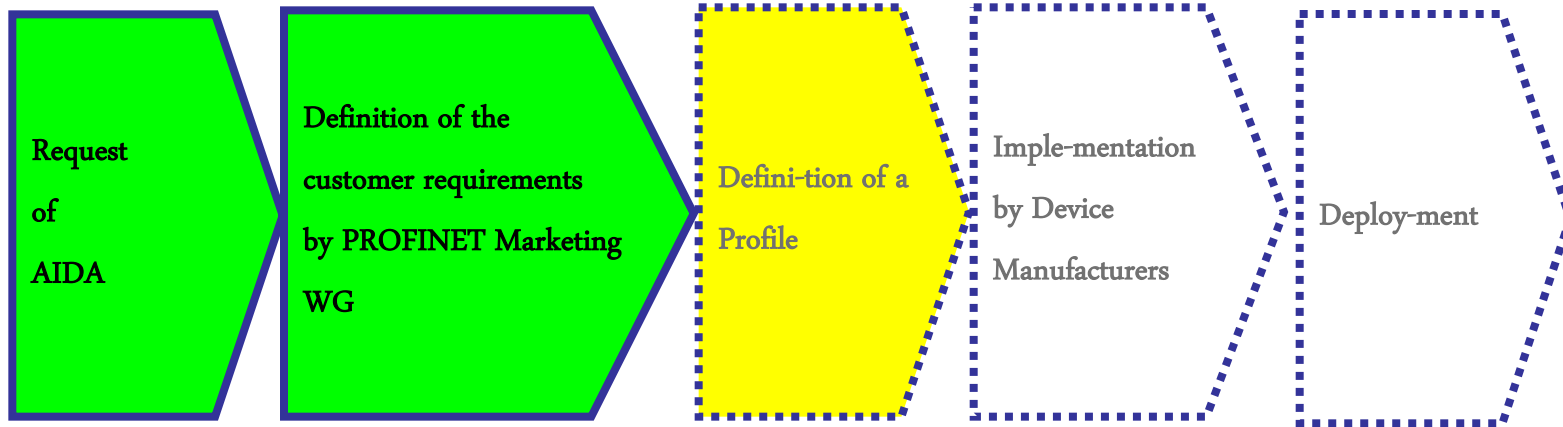 Request
of
AIDA
Definition of the
customer requirements
by PROFINET Marketing
WG
Defini-tion of a
Profile
Imple-mentation
by Device
Manufacturers
Deploy-ment